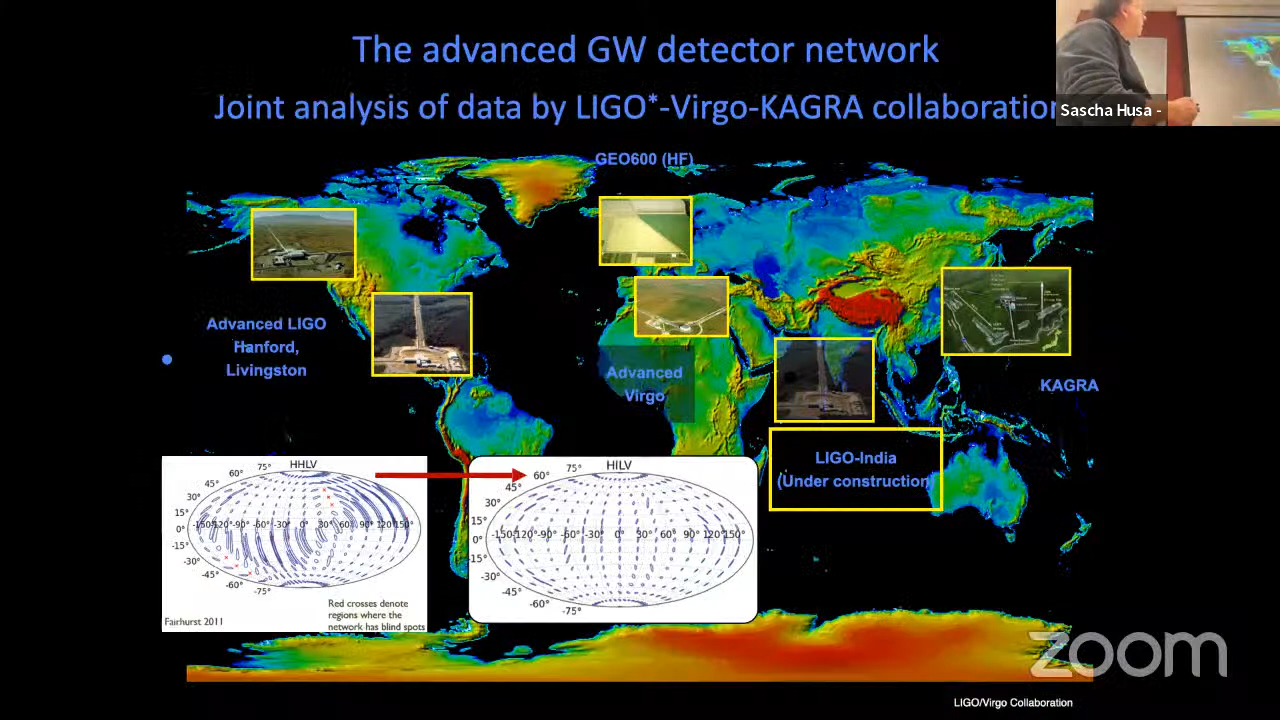 The advanced GW detector network
Joint analysis of data by LIGO*-Virgo-KAGRA collaboration
Sascha Husa -
GEO600 (HF)
Advanced LIGO
Hanford,
Livingston
Advanced
Virgo
KAGRA
LIGO-India
(Under construction)
HHLV
75°
60°
45°
30°
15°
0°
-15°
-30°
-45°
-60°
-75°
-150°-120°-90°-60°-30° 0° 30° 60° 90°120°150°
Red crosses denote
regions where the
network has blind spots
Fairhurst 2011
HILV
75°
60°
45°
30°
15°
0°
-15°
-30°
-45°
-60°
-75°
-150°-120°-90°-60°-30° 0° 30° 60° 90°120°150°
zoom
LIGO/Virgo Collaboration